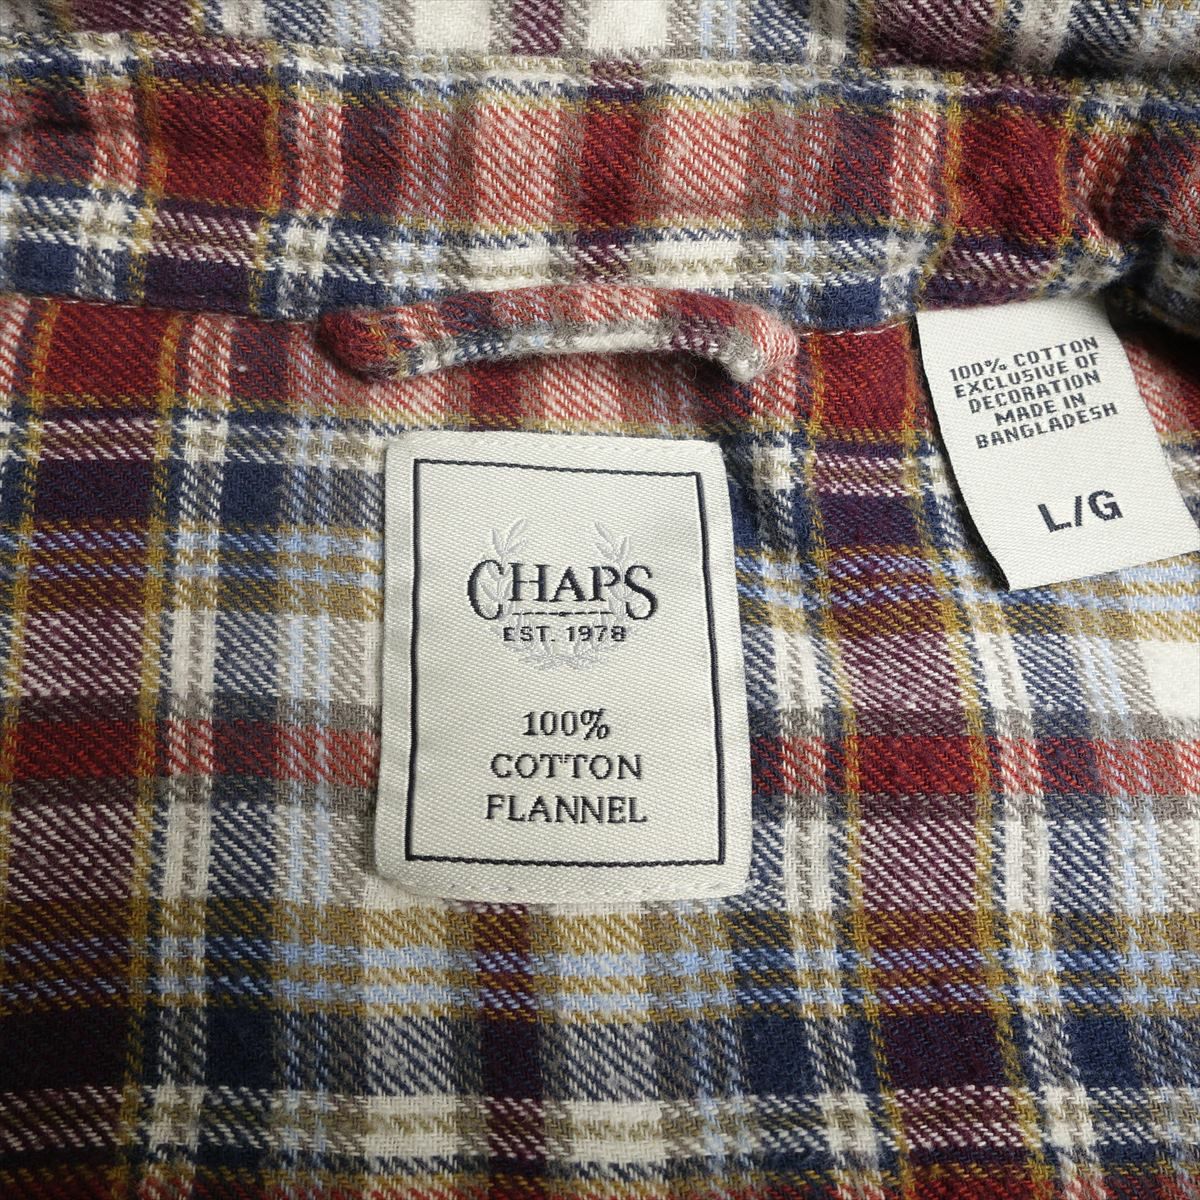 CHAPS
EST. 1978
100%
COTTON
FLANNEL
100% COTTON
EXCLUSIVE OF
DECORATION
MADE IN
BANGLADESH
L/G